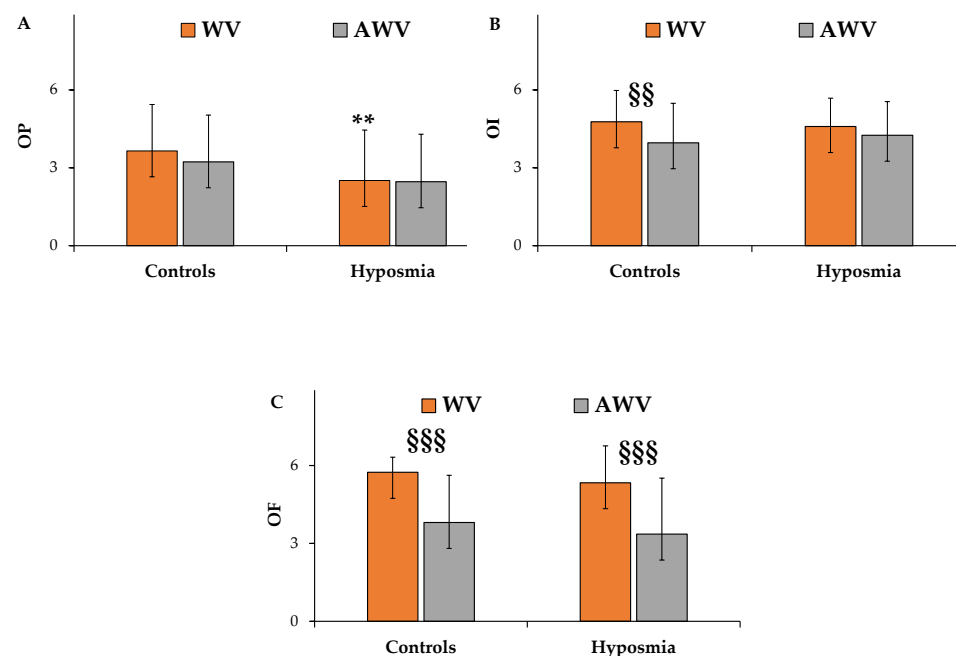 A
WV AWV
6
**
OP
3
0
Controls Hyposmia
B
WV AWV
6
§§
OI
3
0
Controls Hyposmia
C
WV AWV
§§§ §§§
6
OF
3
0
Controls Hyposmia